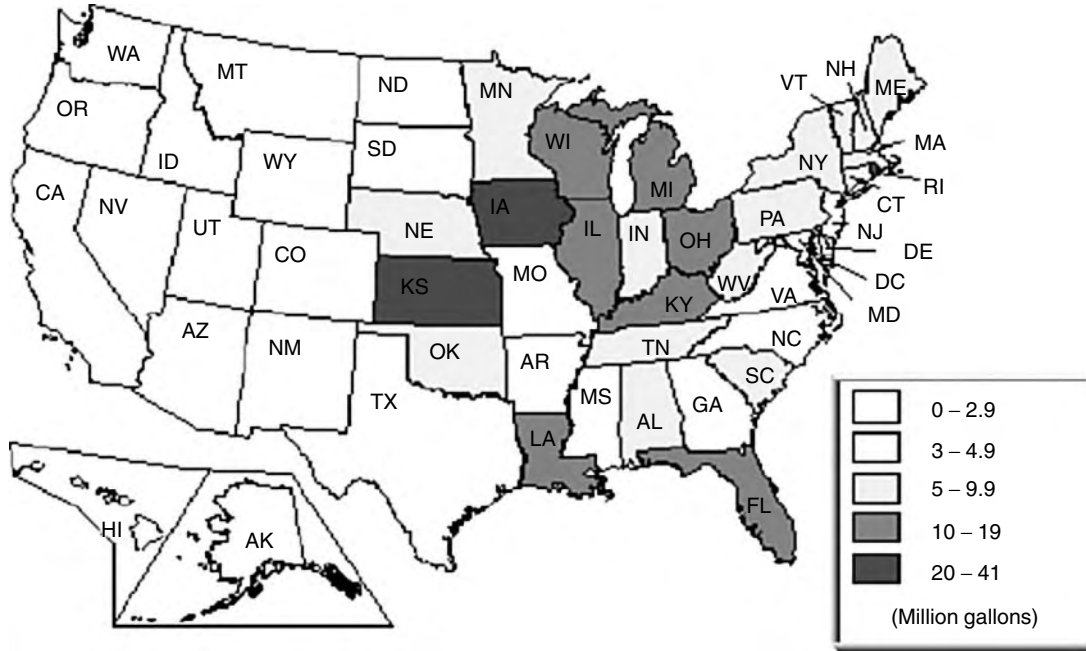 WA
MT
ND
MN
VT
NH
ME
OR
ID
WY
SD
WI
MI
NY
MA
RI
CT
CA
NV
UT
CO
NE
IA
IL
IN
OH
PA
NJ
DE
DC
MD
KS
MO
KY
WV
VA
AZ
NM
OK
AR
TN
NC
SC
TX
LA
MS
AL
GA
FL
HI
AK
0 – 2.9
3 – 4.9
5 – 9.9
10 – 19
20 – 41
(Million gallons)